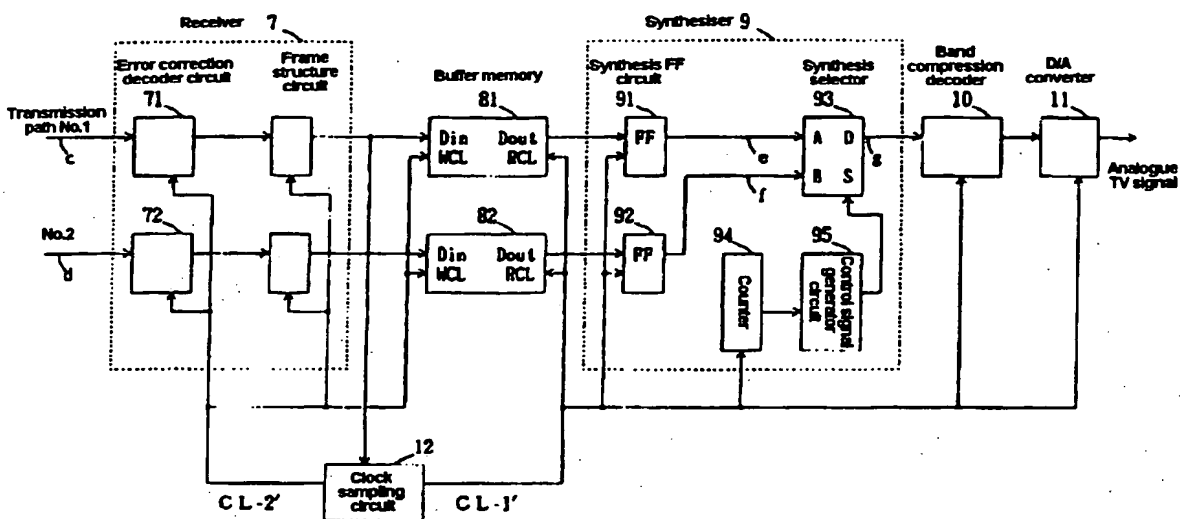 Receiver 7
Synthesiser 9
Error correction
decoder circuit
Frame
structure
circuit
Buffer memory
Synthesis FF
circuit
Synthesis
selector
Band
compression
decoder
D/A
converter
71
81
91
93
10
11
Transmission
path No.1
c
Din Dout
WCL RCL
FF
e
A D
B S
g
f
Analogue
TV signal
No.2
d
72
82
Din Dout
WCL RCL
92
FF
94
Counter
95
Control signal
generator
circuit
12
Clock
sampling
circuit
CL-2'
CL-1'